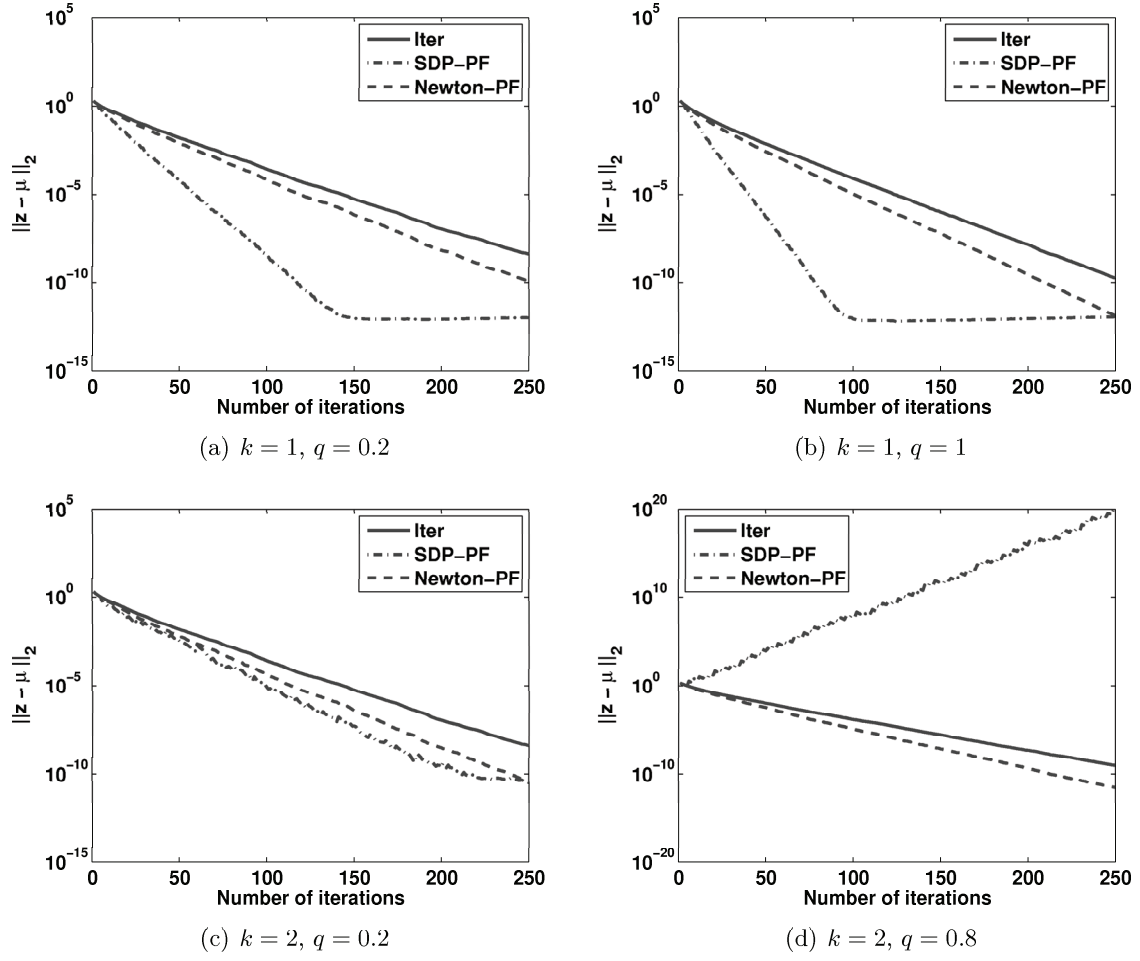 10^5
10^0
10^−5
10^−10
10^−15
||z − μ ||_2
Iter
SDP−PF
Newton−PF
0 50 100 150 200 250
Number of iterations
(a) k = 1, q = 0.2
10^5
10^0
10^−5
10^−10
10^−15
||z − μ ||_2
Iter
SDP−PF
Newton−PF
0 50 100 150 200 250
Number of iterations
(b) k = 1, q = 1
10^5
10^0
10^−5
10^−10
10^−15
||z − μ ||_2
Iter
SDP−PF
Newton−PF
0 50 100 150 200 250
Number of iterations
(c) k = 2, q = 0.2
10^20
10^10
10^0
10^−10
10^−20
||z − μ ||_2
Iter
SDP−PF
Newton−PF
0 50 100 150 200 250
Number of iterations
(d) k = 2, q = 0.8